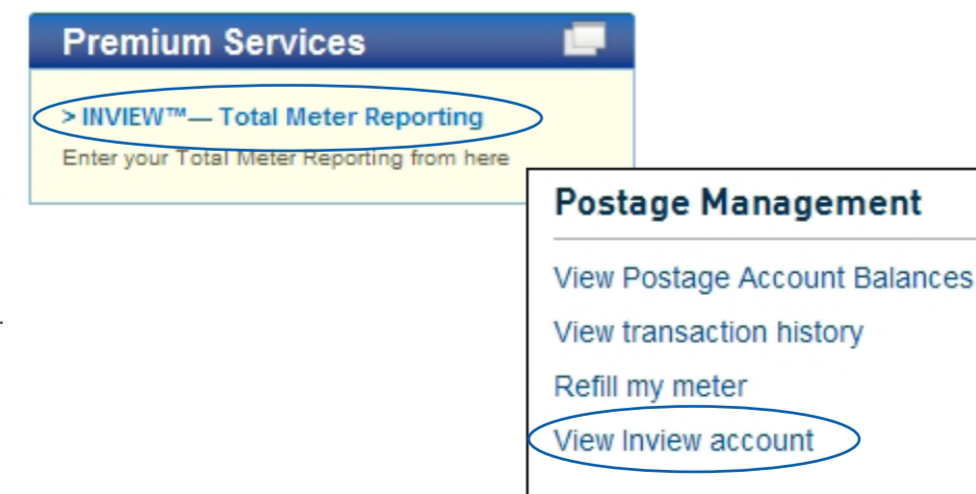 Premium Services
> INVIEW™— Total Meter Reporting
Enter your Total Meter Reporting from here
Postage Management
View Postage Account Balances
View transaction history
.
Refill my meter
View Inview account